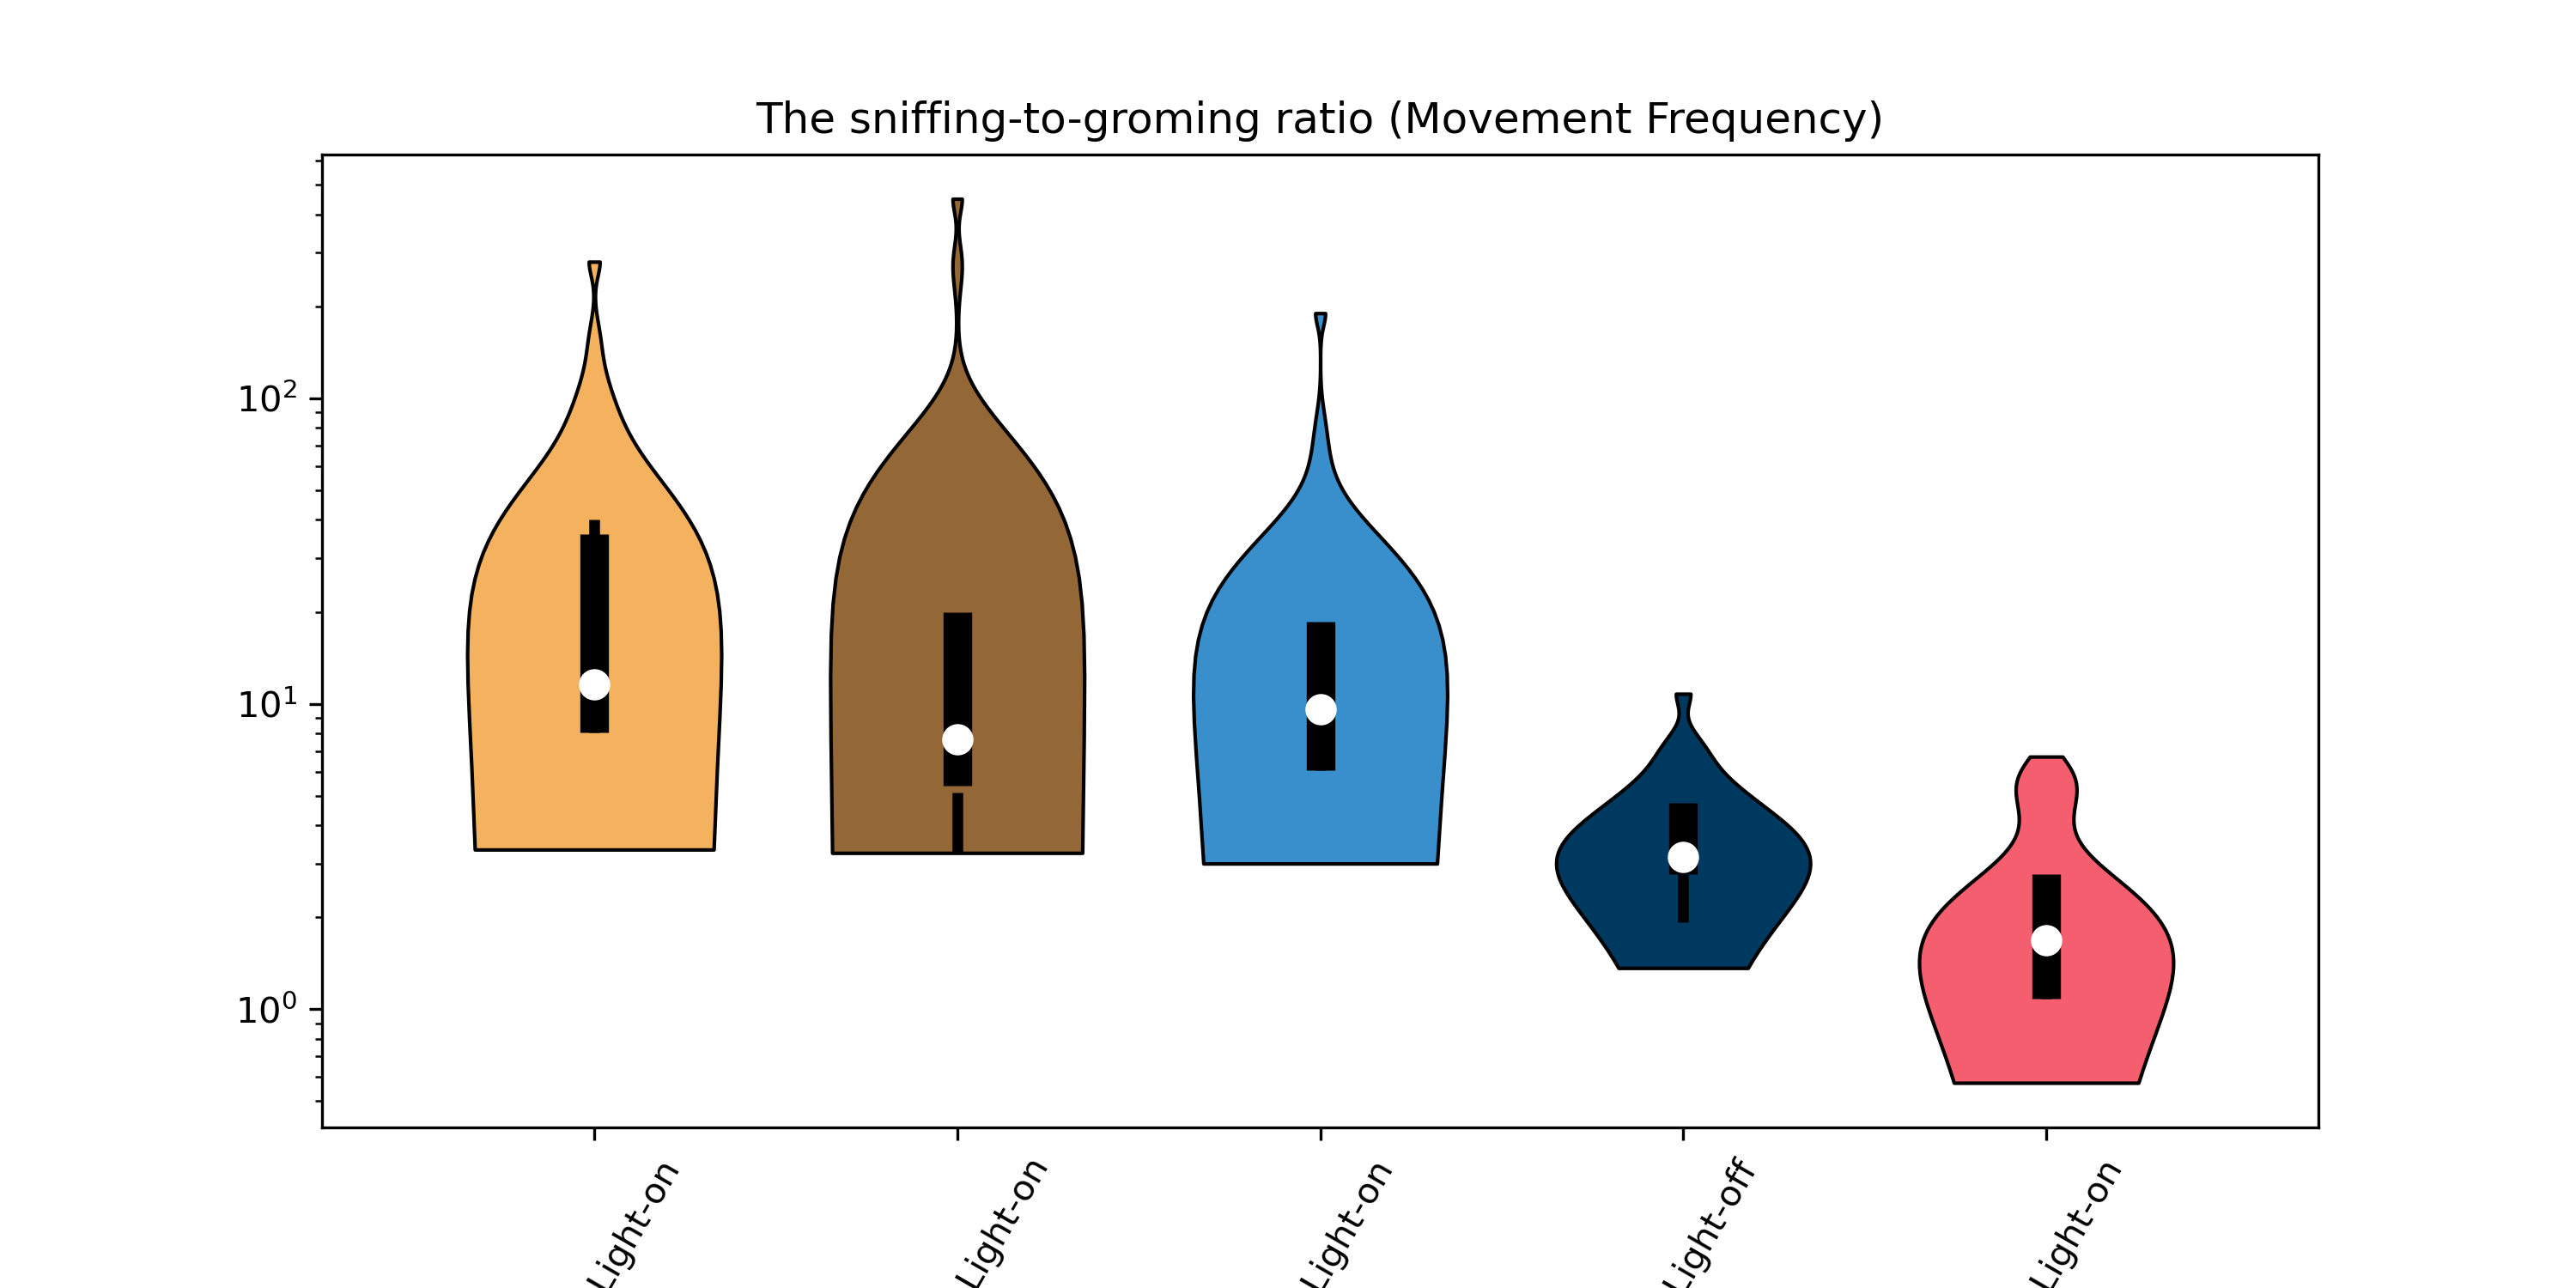 The sniffing-to-groming ratio (Movement Frequency)
10²
10¹
10⁰
Light-on
Light-on
Light-on
Light-off
Light-on